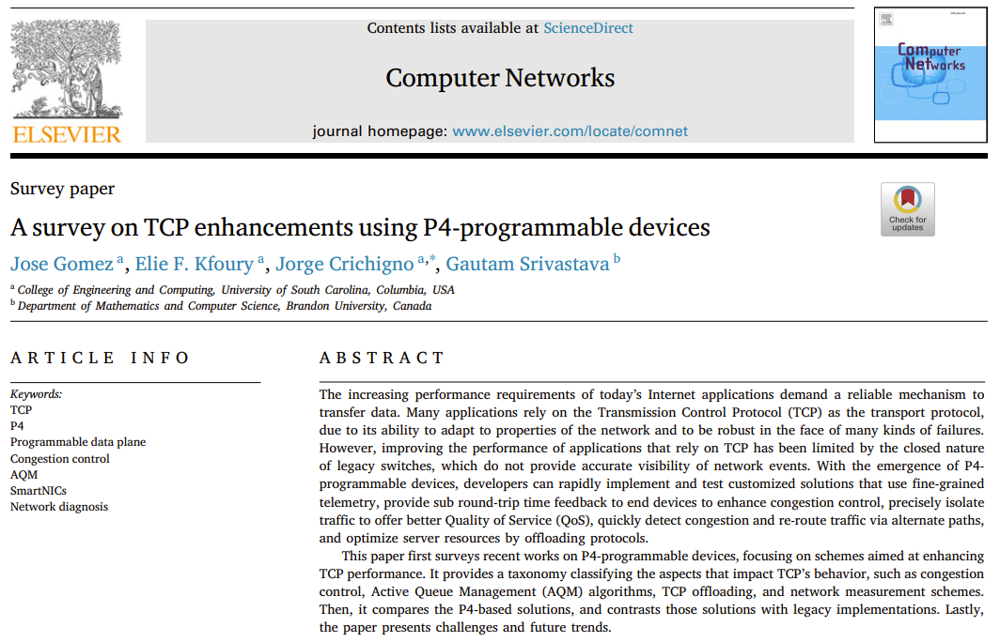 ELSEVIER
Contents lists available at ScienceDirect
Computer Networks
journal homepage: www.elsevier.com/locate/comnet
Computer
Networks
Survey paper
Check for
updates
A survey on TCP enhancements using P4-programmable devices
Jose Gomez a, Elie F. Kfoury a, Jorge Crichigno a,*, Gautam Srivastava b
a College of Engineering and Computing, University of South Carolina, Columbia, USA
b Department of Mathematics and Computer Science, Brandon University, Canada
ARTICLE INFO
Keywords:
TCP
P4
Programmable data plane
Congestion control
AQM
SmartNICs
Network diagnosis
ABSTRACT
The increasing performance requirements of today's Internet applications demand a reliable mechanism to
transfer data. Many applications rely on the Transmission Control Protocol (TCP) as the transport protocol,
due to its ability to adapt to properties of the network and to be robust in the face of many kinds of failures.
However, improving the performance of applications that rely on TCP has been limited by the closed nature
of legacy switches, which do not provide accurate visibility of network events. With the emergence of P4-
programmable devices, developers can rapidly implement and test customized solutions that use fine-grained
telemetry, provide sub round-trip time feedback to end devices to enhance congestion control, precisely isolate
traffic to offer better Quality of Service (QoS), quickly detect congestion and re-route traffic via alternate paths,
and optimize server resources by offloading protocols.
This paper first surveys recent works on P4-programmable devices, focusing on schemes aimed at enhancing
TCP performance. It provides a taxonomy classifying the aspects that impact TCP's behavior, such as congestion
control, Active Queue Management (AQM) algorithms, TCP offloading, and network measurement schemes.
Then, it compares the P4-based solutions, and contrasts those solutions with legacy implementations. Lastly,
the paper presents challenges and future trends.